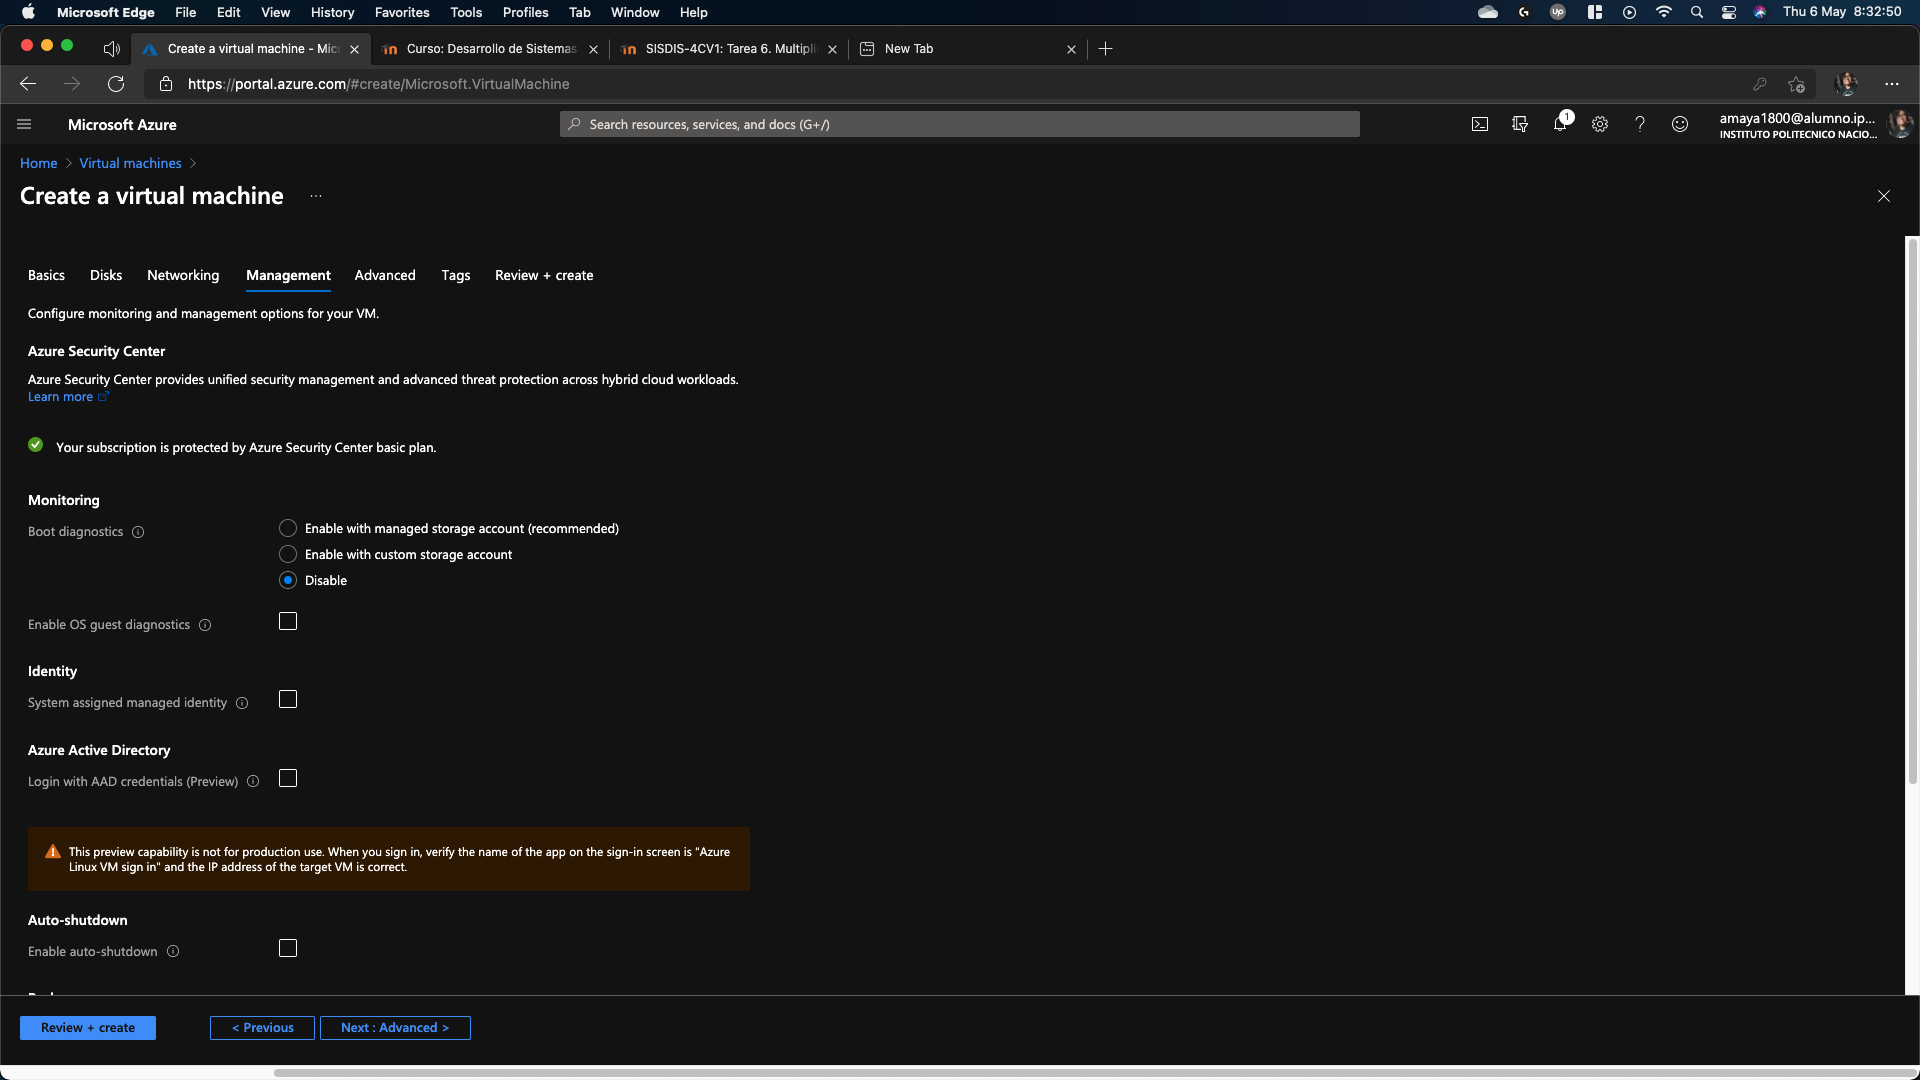 Microsoft Edge File Edit View History Favorites Tools Profiles Tab Window Help Thu 6 May 8:32:50
Create a virtual machine - Mic Curso: Desarrollo de Sistemas SISDIS-4CV1: Tarea 6. Multipli New Tab
https://portal.azure.com/#create/Microsoft.VirtualMachine
Microsoft Azure Search resources, services, and docs (G+/) 1 amaya1800@alumno.ip...
INSTITUTO POLITECNICO NACIO...
Home > Virtual machines >
Create a virtual machine ...
Basics Disks Networking Management Advanced Tags Review + create
Configure monitoring and management options for your VM.
Azure Security Center
Azure Security Center provides unified security management and advanced threat protection across hybrid cloud workloads.
Learn more
Your subscription is protected by Azure Security Center basic plan.
Monitoring
Boot diagnostics
Enable with managed storage account (recommended)
Enable with custom storage account
Disable
Enable OS guest diagnostics
Identity
System assigned managed identity
Azure Active Directory
Login with AAD credentials (Preview)
This preview capability is not for production use. When you sign in, verify the name of the app on the sign-in screen is "Azure
Linux VM sign in" and the IP address of the target VM is correct.
Auto-shutdown
Enable auto-shutdown
Review + create < Previous Next : Advanced >